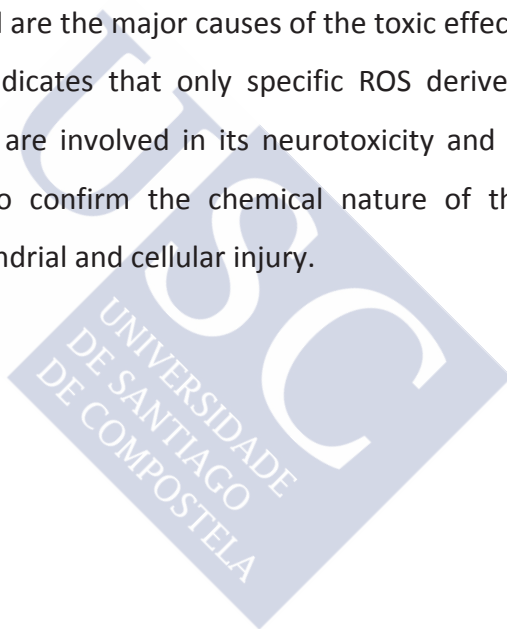 l are the major causes of the toxic effec
dicates that only specific ROS derive
are involved in its neurotoxicity and
o confirm the chemical nature of th
ndrial and cellular injury.
USC
UNIVERSIDADE
DE SANTIAGO
DE COMPOSTELA